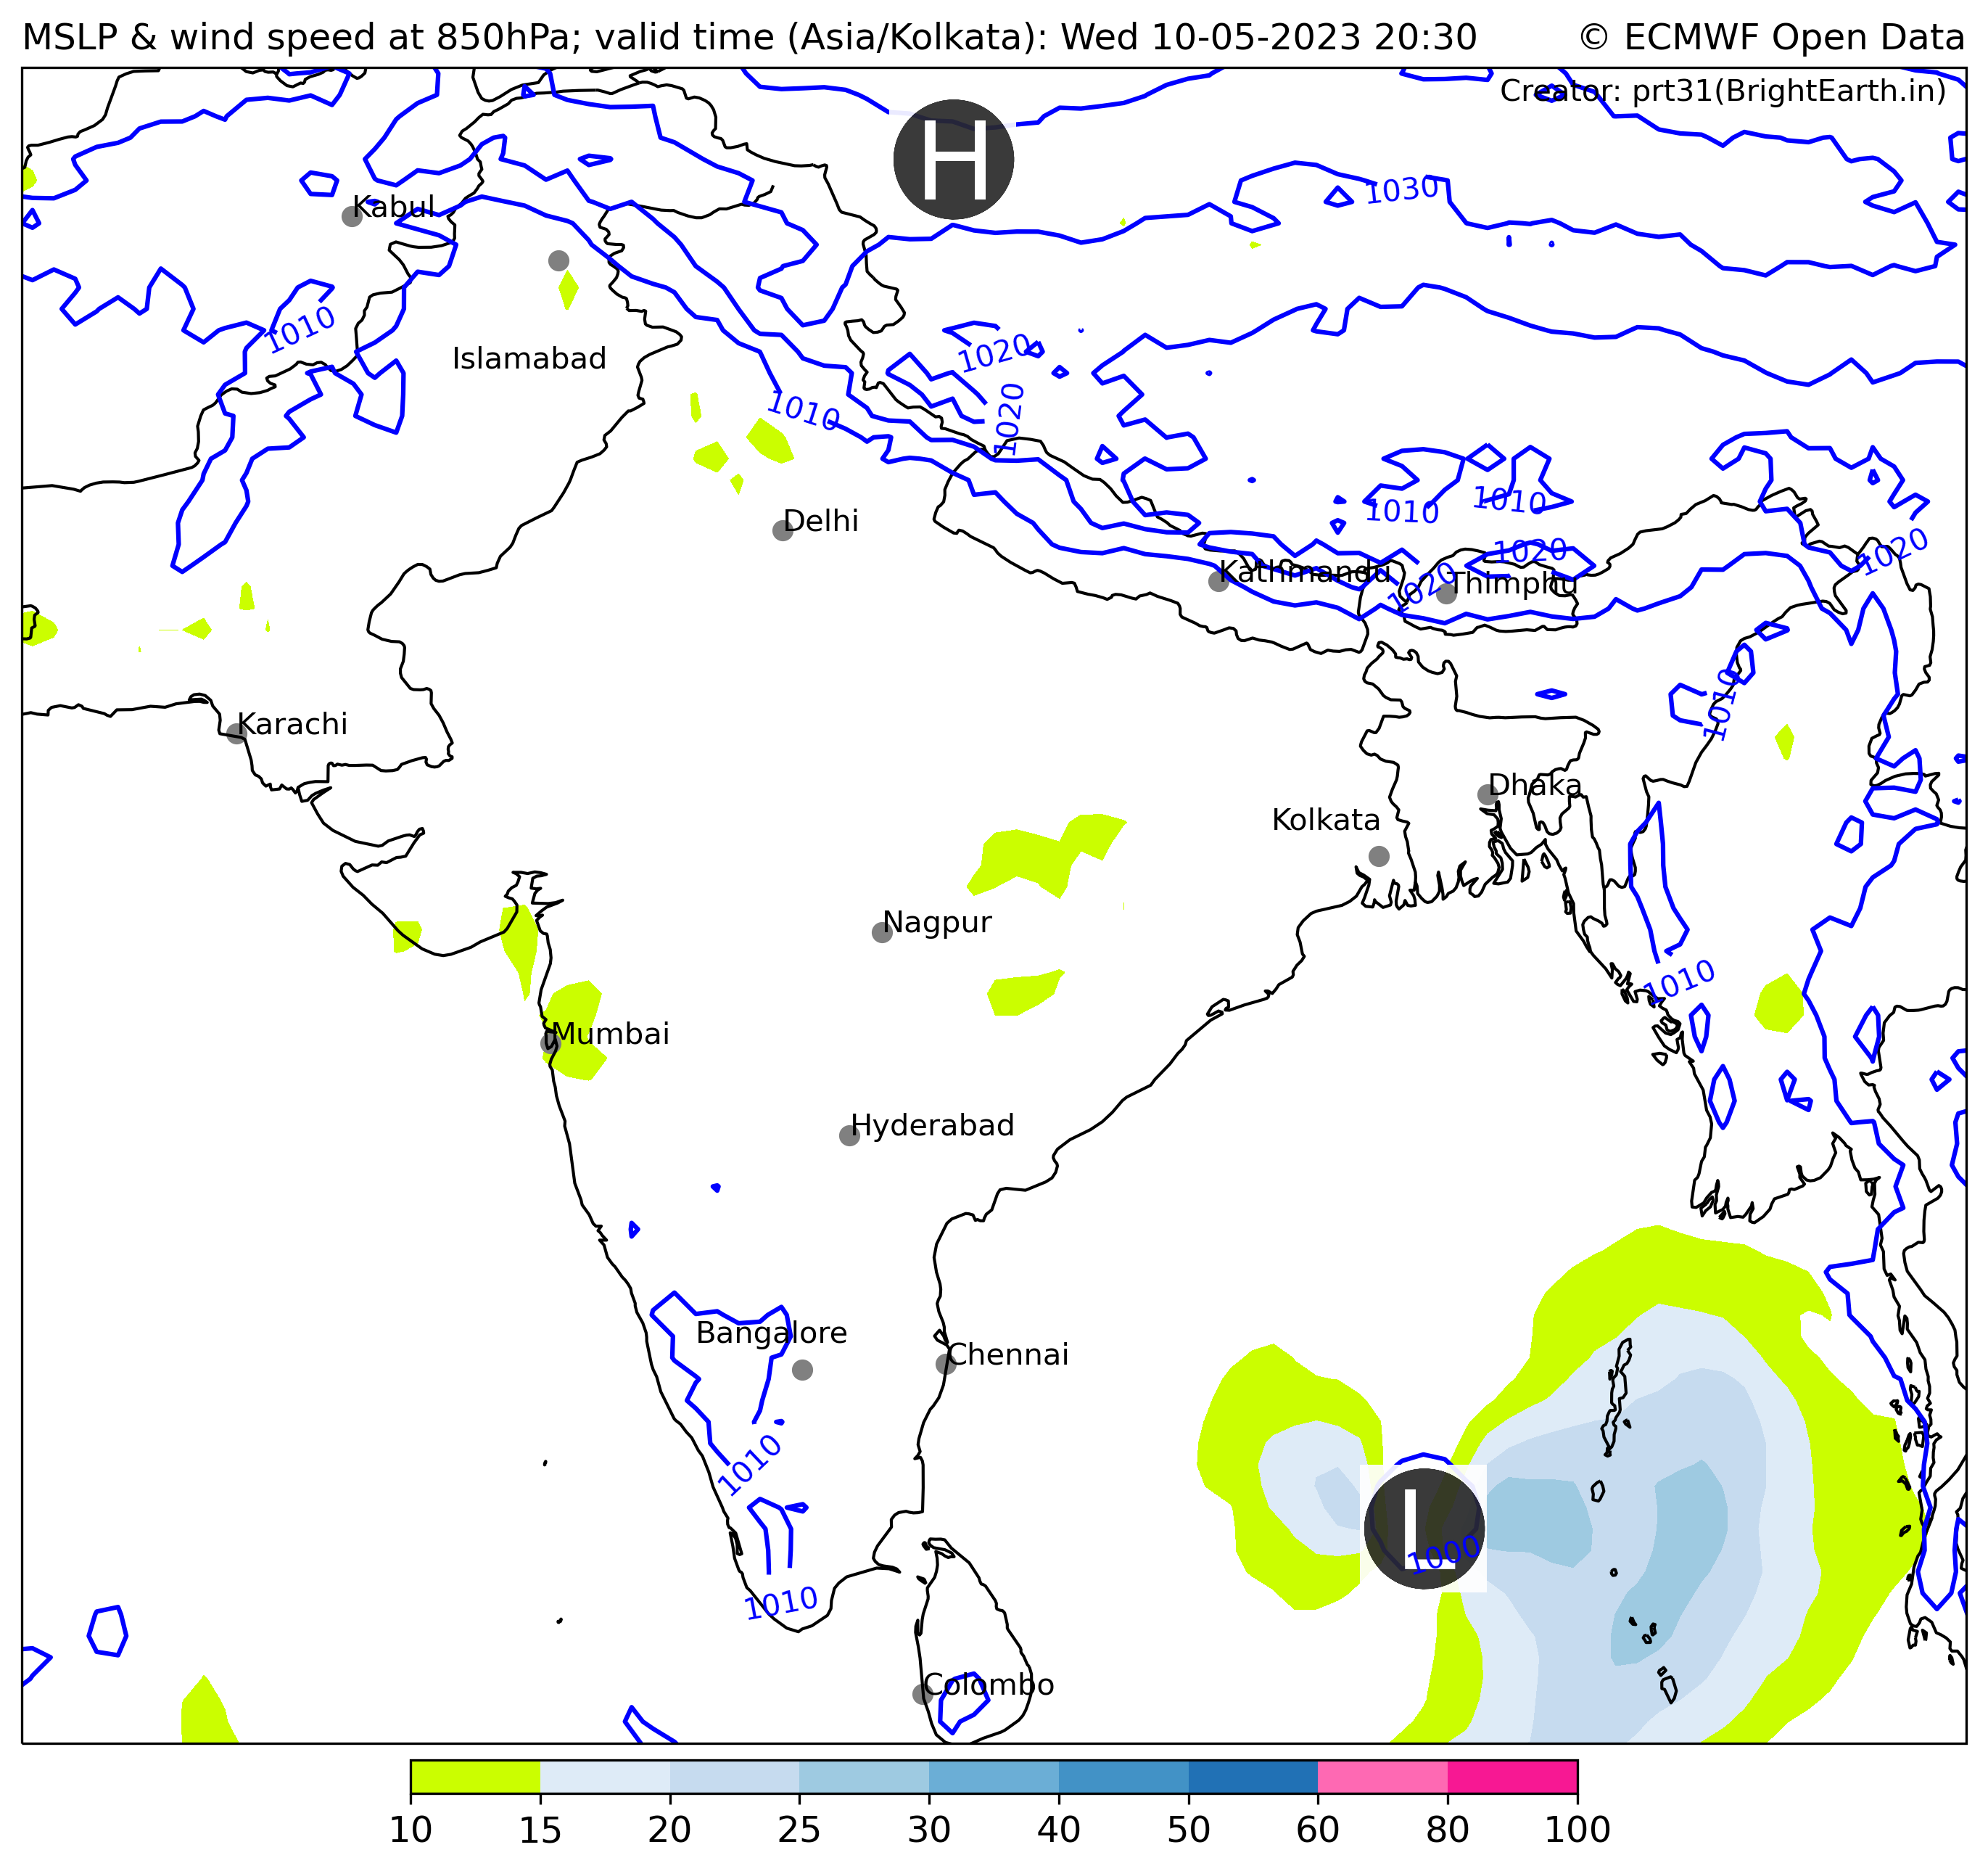 MSLP & wind speed at 850hPa; valid time (Asia/Kolkata): Wed 10-05-2023 20:30
© ECMWF Open Data
Creator: prt31(BrightEarth.in)
H
1030
Kabul
1010
1020
Islamabad
1010
1020
1010
1010
Delhi
1020
1020
Kathmandu
1020
Thimphu
1010
Karachi
Dhaka
Kolkata
Nagpur
1010
Mumbai
Hyderabad
Bangalore
Chennai
1010
L
1000
1010
Colombo
10 15 20 25 30 40 50 60 80 100